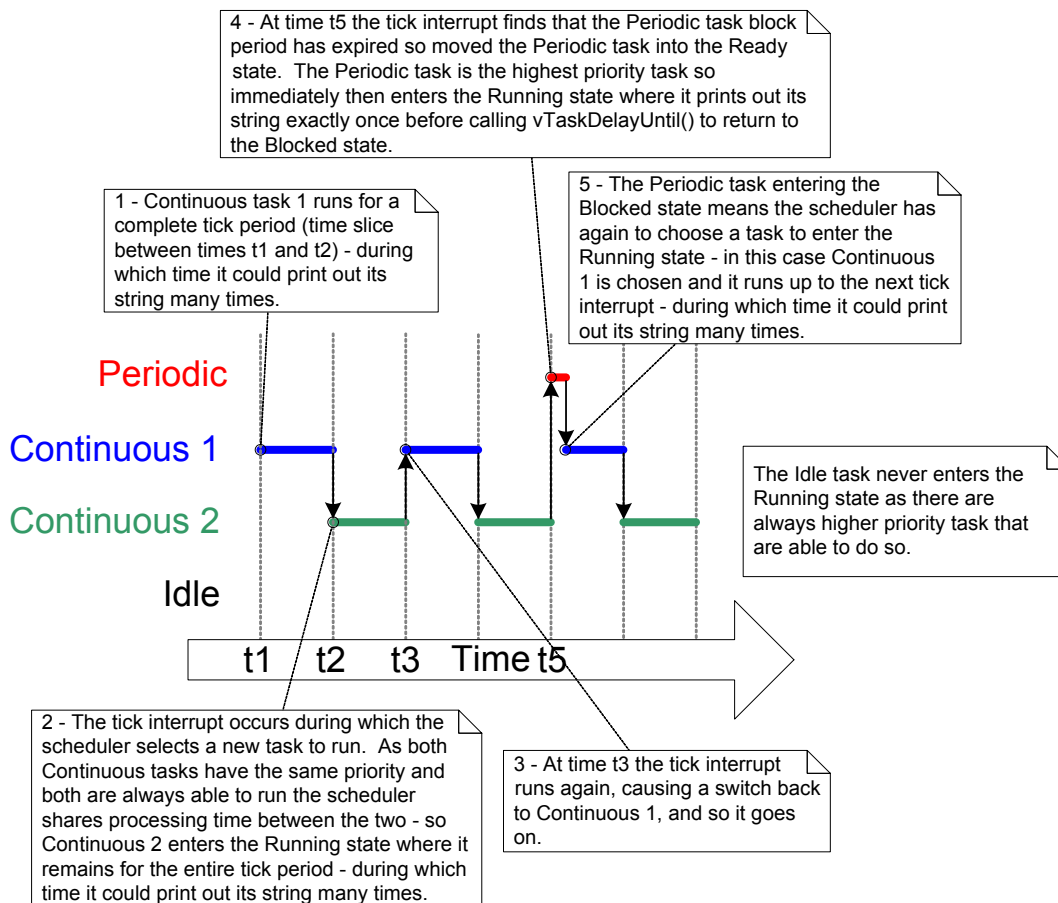 4 - At time t5 the tick interrupt finds that the Periodic task block
period has expired so moved the Periodic task into the Ready
state.  The Periodic task is the highest priority task so
immediately then enters the Running state where it prints out its
string exactly once before calling vTaskDelayUntil() to return to
the Blocked state.
1 - Continuous task 1 runs for a
complete tick period (time slice
between times t1 and t2) - during
which time it could print out its
string many times.
5 - The Periodic task entering the
Blocked state means the scheduler has
again to choose a task to enter the
Running state - in this case Continuous
1 is chosen and it runs up to the next tick
interrupt - during which time it could print
out its string many times.
Periodic
Continuous 1
Continuous 2
Idle
The Idle task never enters the
Running state as there are
always higher priority task that
are able to do so.
t1 t2 t3 Time t5
2 - The tick interrupt occurs during which the
scheduler selects a new task to run.  As both
Continuous tasks have the same priority and
both are always able to run the scheduler
shares processing time between the two - so
Continuous 2 enters the Running state where it
remains for the entire tick period - during which
time it could print out its string many times.
3 - At time t3 the tick interrupt
runs again, causing a switch back
to Continuous 1, and so it goes
on.